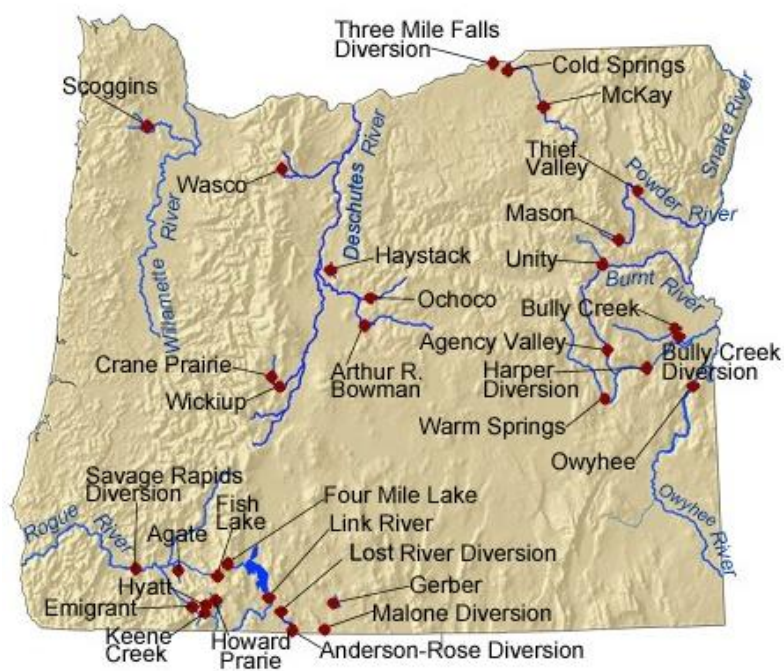 Three Mile Falls
Diversion
Cold Springs
McKay
Scoggins
Snake River
Thief
Valley
Powder
River
Wasco
Deschutes River
Mason
Willamette River
Haystack
Unity
Burnt River
Ochoco
Bully Creek
Crane Prairie
Arthur R.
Bowman
Agency Valley
Harper
Diversion
Bully Creek
Diversion
Wickiup
Warm Springs
Owyhee
Savage Rapids
Diversion
Fish
Lake
Four Mile Lake
Link River
Owyhee River
Rogue River
Agate
Lost River Diversion
Hyatt
Gerber
Emigrant
Malone Diversion
Keene
Creek
Howard
Prarie
Anderson-Rose Diversion